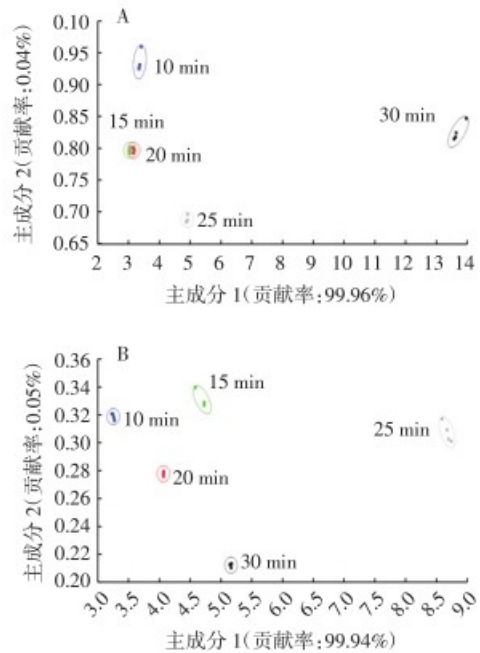 A
主成分 2(贡献率:0.04%)
0.10
0.95
0.90
0.85
0.80
0.75
0.70
0.65
10 min
15 min
20 min
25 min
30 min
2 3 4 5 6 7 8 9 10 11 12 13 14
主成分 1(贡献率:99.96%)
B
主成分 2(贡献率:0.05%)
0.36
0.34
0.32
0.30
0.28
0.26
0.24
0.22
0.20
15 min
10 min
25 min
20 min
30 min
3.0 3.5 4.0 4.5 5.0 5.5 6.0 6.5 7.0 7.5 8.0 8.5 9.0
主成分 1(贡献率:99.94%)